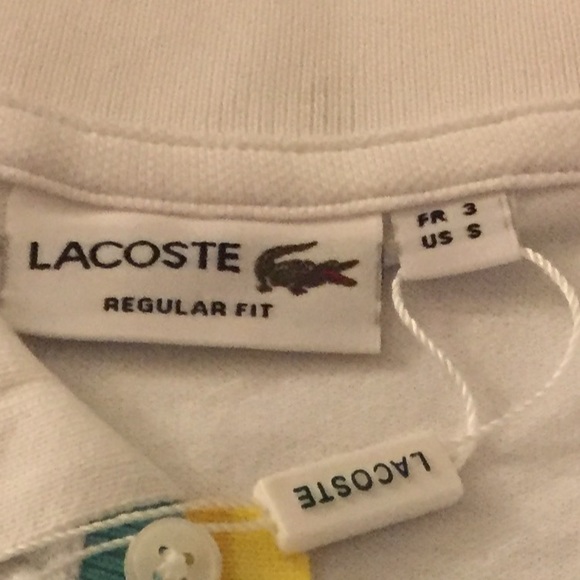 LACOSTE
REGULAR FIT
FR 3
US S
LACOSTE